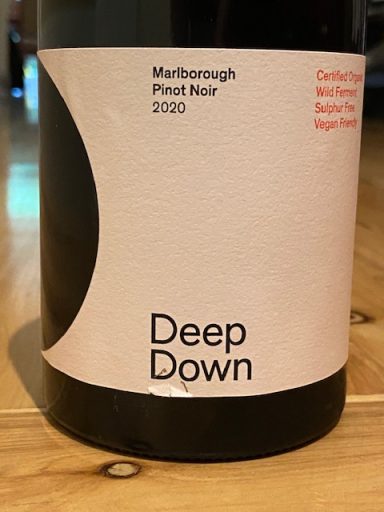 Marlborough
Pinot Noir
2020
Certified Organic
Wild Ferment
Sulphur Free
Vegan Friendly
Deep
Down